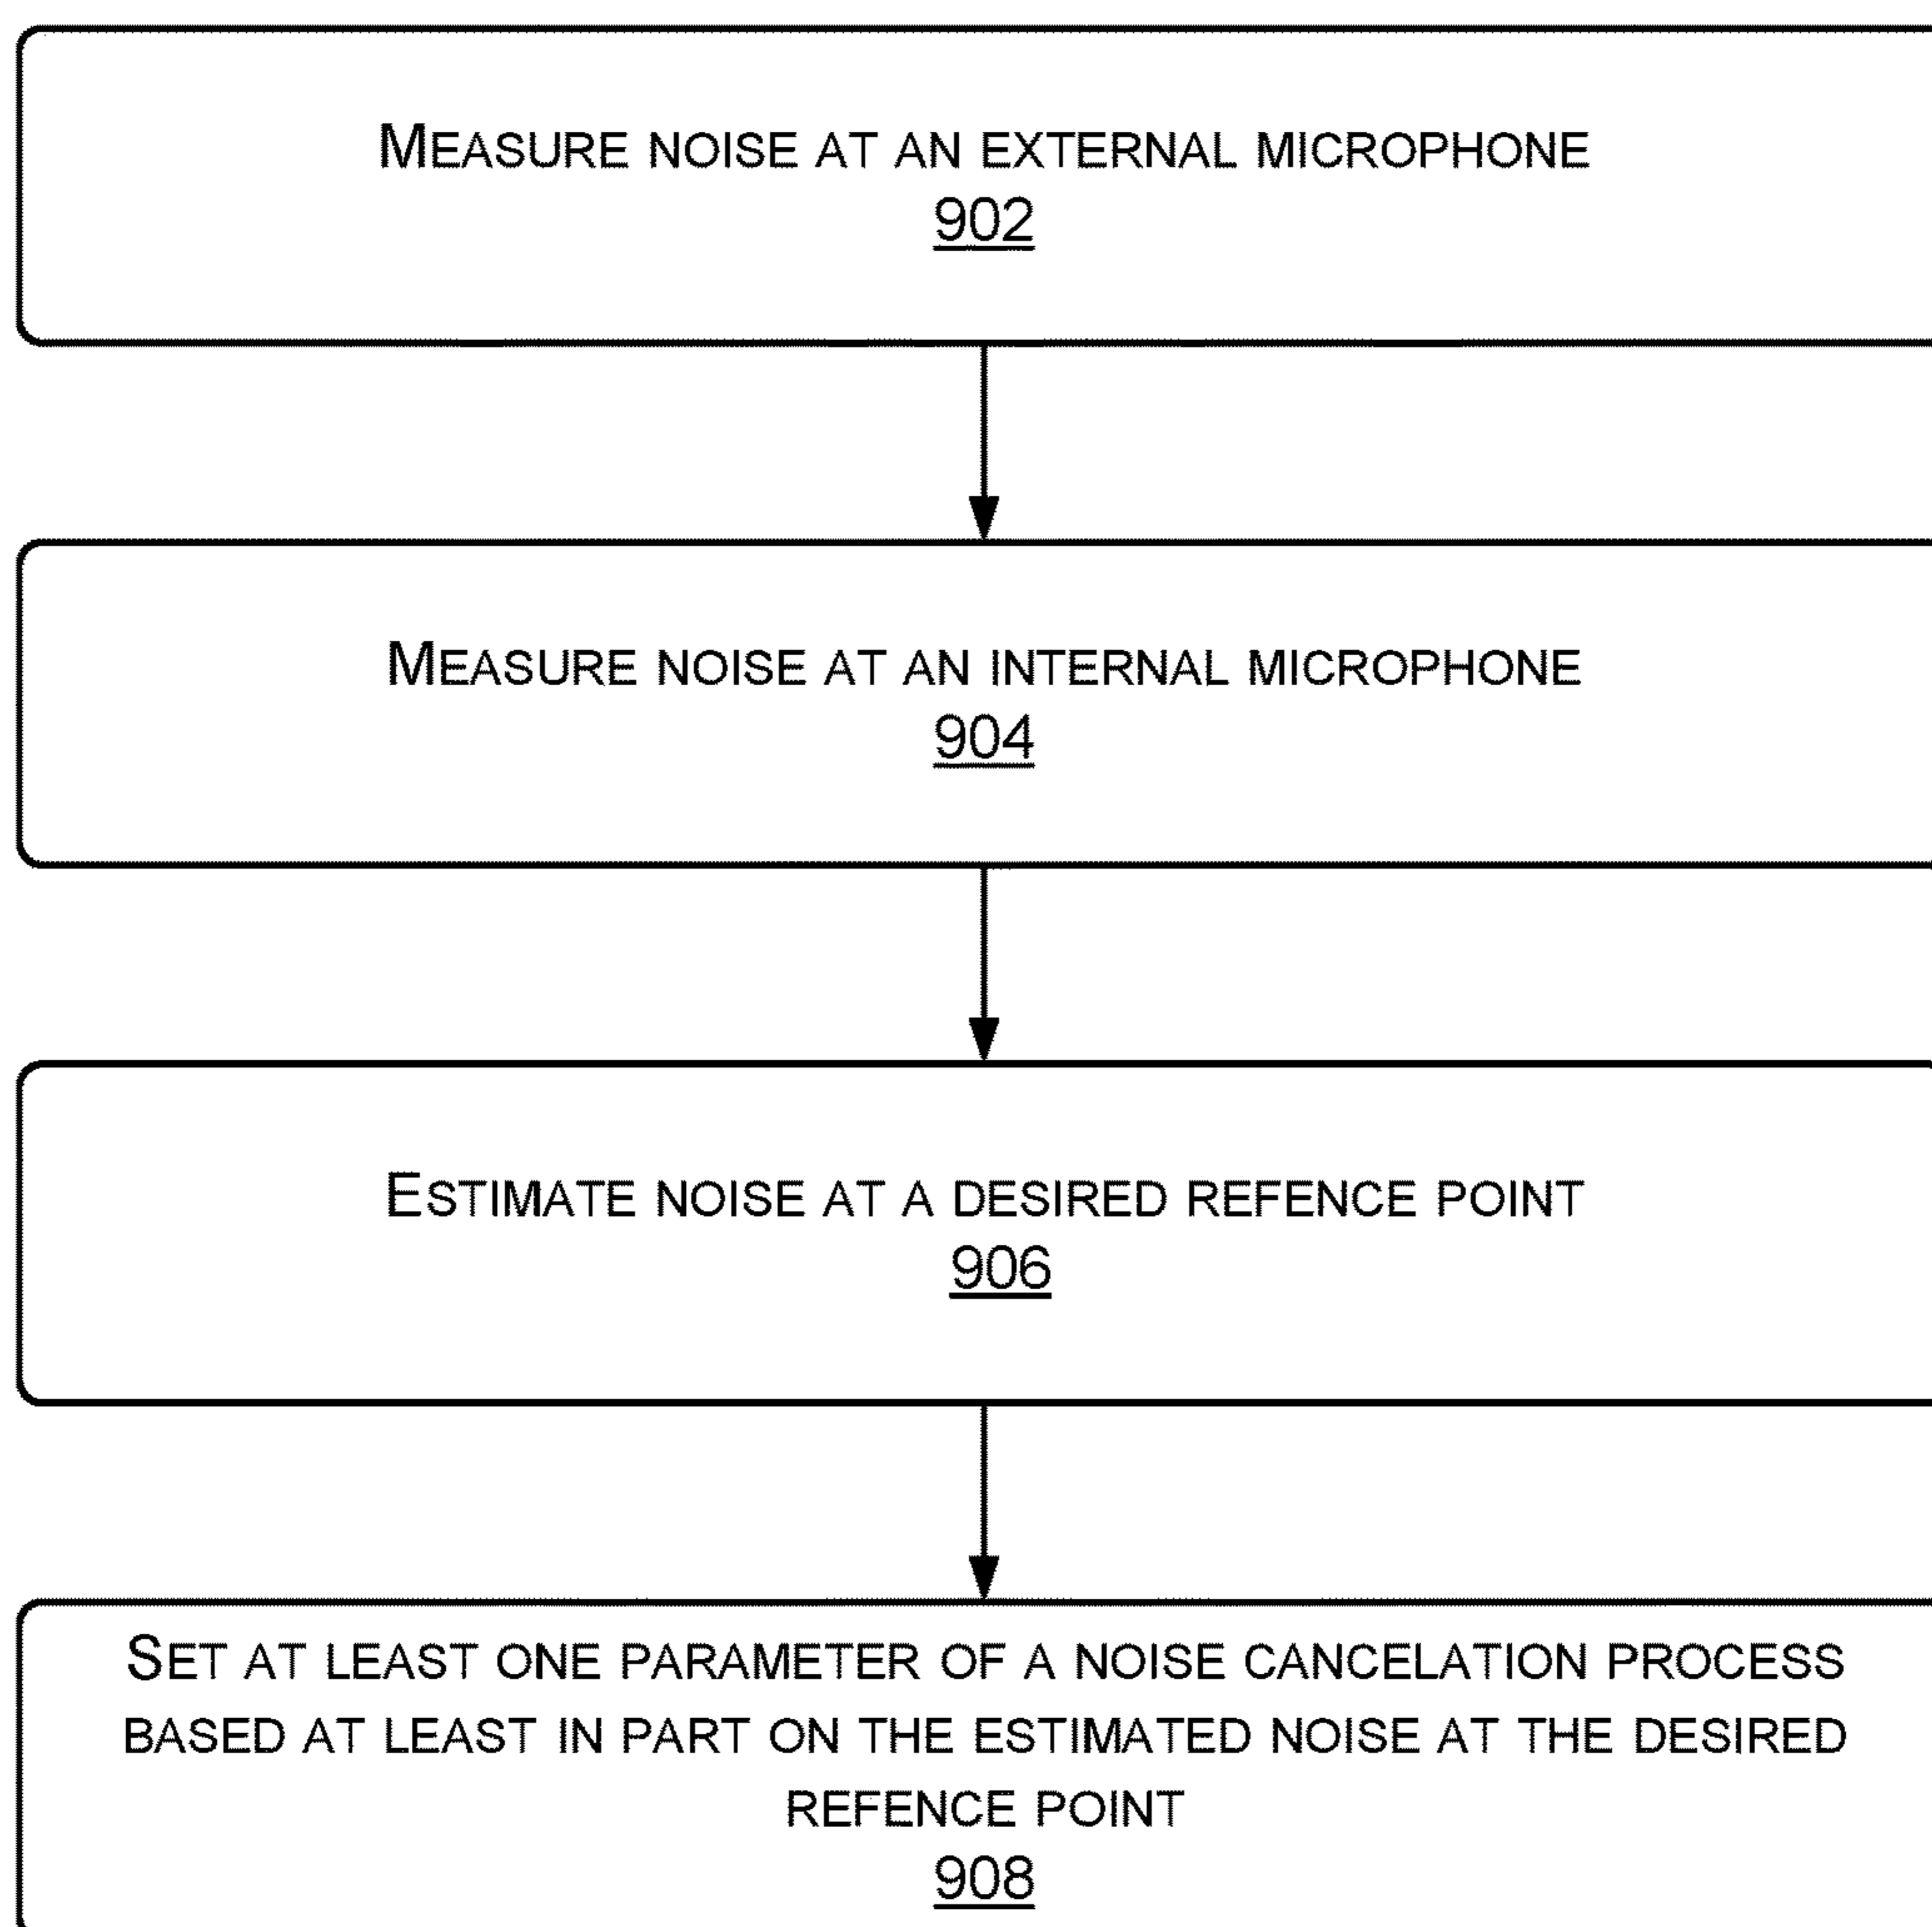 MEASURE NOISE AT AN EXTERNAL MICROPHONE
902
MEASURE NOISE AT AN INTERNAL MICROPHONE
904
ESTIMATE NOISE AT A DESIRED REFENCE POINT
906
SET AT LEAST ONE PARAMETER OF A NOISE CANCELATION PROCESS
BASED AT LEAST IN PART ON THE ESTIMATED NOISE AT THE DESIRED
REFENCE POINT
908